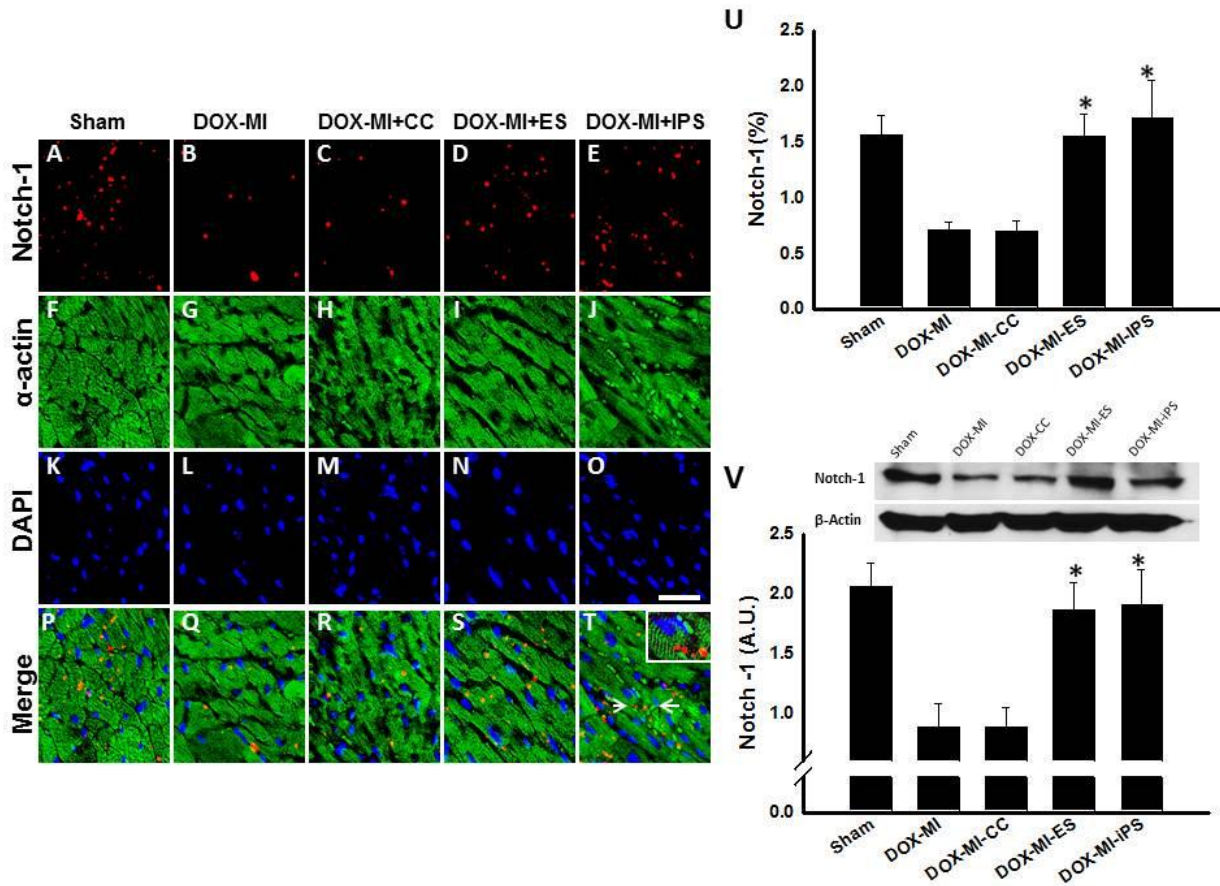 Sham DOX-MI DOX-MI+CC DOX-MI+ES DOX-MI+IPS
Notch-1
A B C D E
α-actin
F G H I J
DAPI
K L M N O
Merge
P Q R S T
U
Notch-1 (%)
2.5
2.0
1.5
1.0
0.5
0.0
* *
Sham DOX-MI DOX-MI-CC DOX-MI-ES DOX-MI-IPS
V
Sham DOX-MI DOX-CC DOX-MI-ES DOX-MI-iPS
Notch-1
β-Actin
Notch -1 (A.U.)
2.5
2.0
1.5
1.0
0.0
* *
Sham DOX-MI DOX-MI-CC DOX-MI-ES DOX-MI-iPS